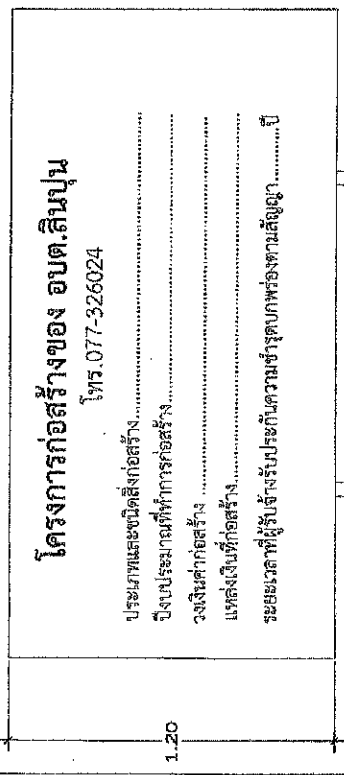 โครงการก่อสร้างของ อบต.สินปุน
โทร.077-326024
ประเภทและชนิดสิ่งก่อสร้าง..............................................................
ปีงบประมาณที่ทำการก่อสร้าง..............................................................
วงเงินค่าก่อสร้าง ..............................................................
แหล่งเงินที่ก่อสร้าง..............................................................
ระยะเวลาที่ผู้รับจ้างรับประกันความชำรุดบกพร่องตามสัญญา...........ปี
1.20